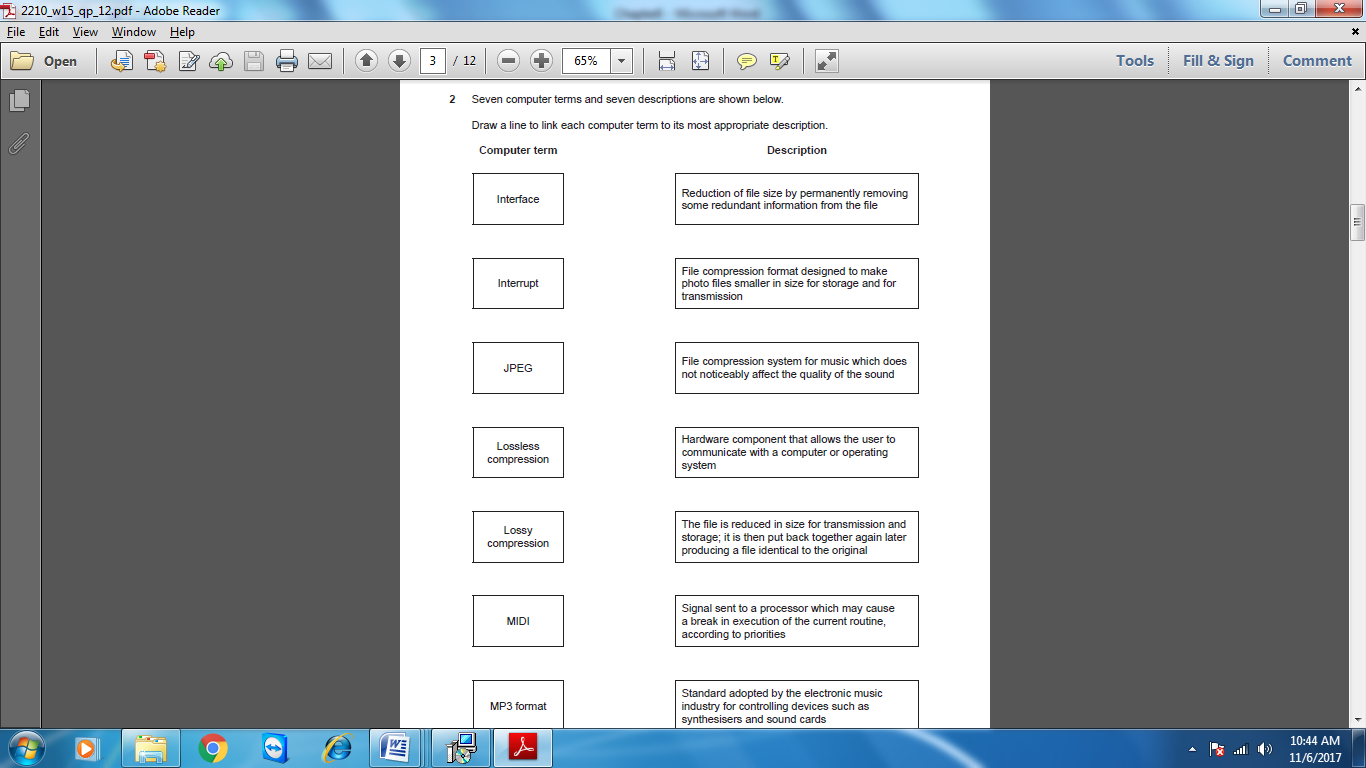 2210_w15_qp_12.pdf - Adobe Reader
File Edit View Window Help
Open
3 / 12
65%
Tools
Fill & Sign
Comment
2 Seven computer terms and seven descriptions are shown below.
Draw a line to link each computer term to its most appropriate description.
Computer term
Description
Interface
Reduction of file size by permanently removing
some redundant information from the file
Interrupt
File compression format designed to make
photo files smaller in size for storage and for
transmission
JPEG
File compression system for music which does
not noticeably affect the quality of the sound
Lossless
compression
Hardware component that allows the user to
communicate with a computer or operating
system
Lossy
compression
The file is reduced in size for transmission and
storage; it is then put back together again later
producing a file identical to the original
MIDI
Signal sent to a processor which may cause
a break in execution of the current routine,
according to priorities
MP3 format
Standard adopted by the electronic music
industry for controlling devices such as
synthesisers and sound cards
10:44 AM
11/6/2017